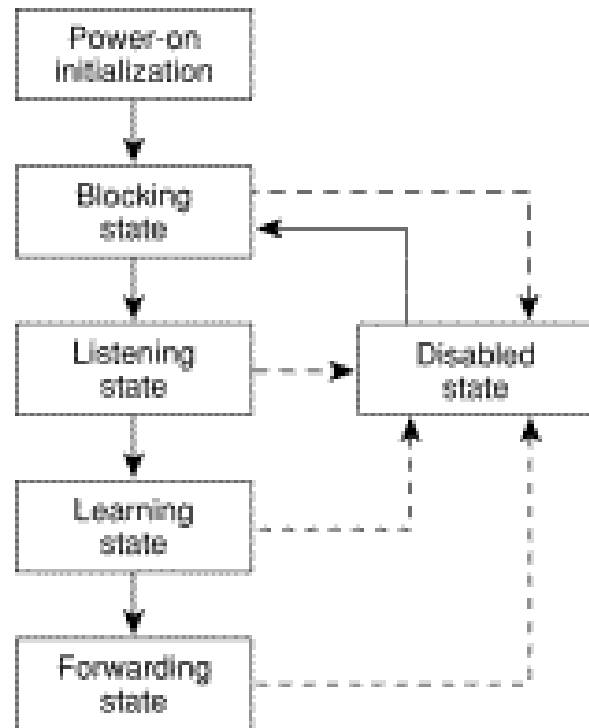 Power-on
initialization
Blocking
state
Listening
state
Disabled
state
Learning
state
Forwarding
state